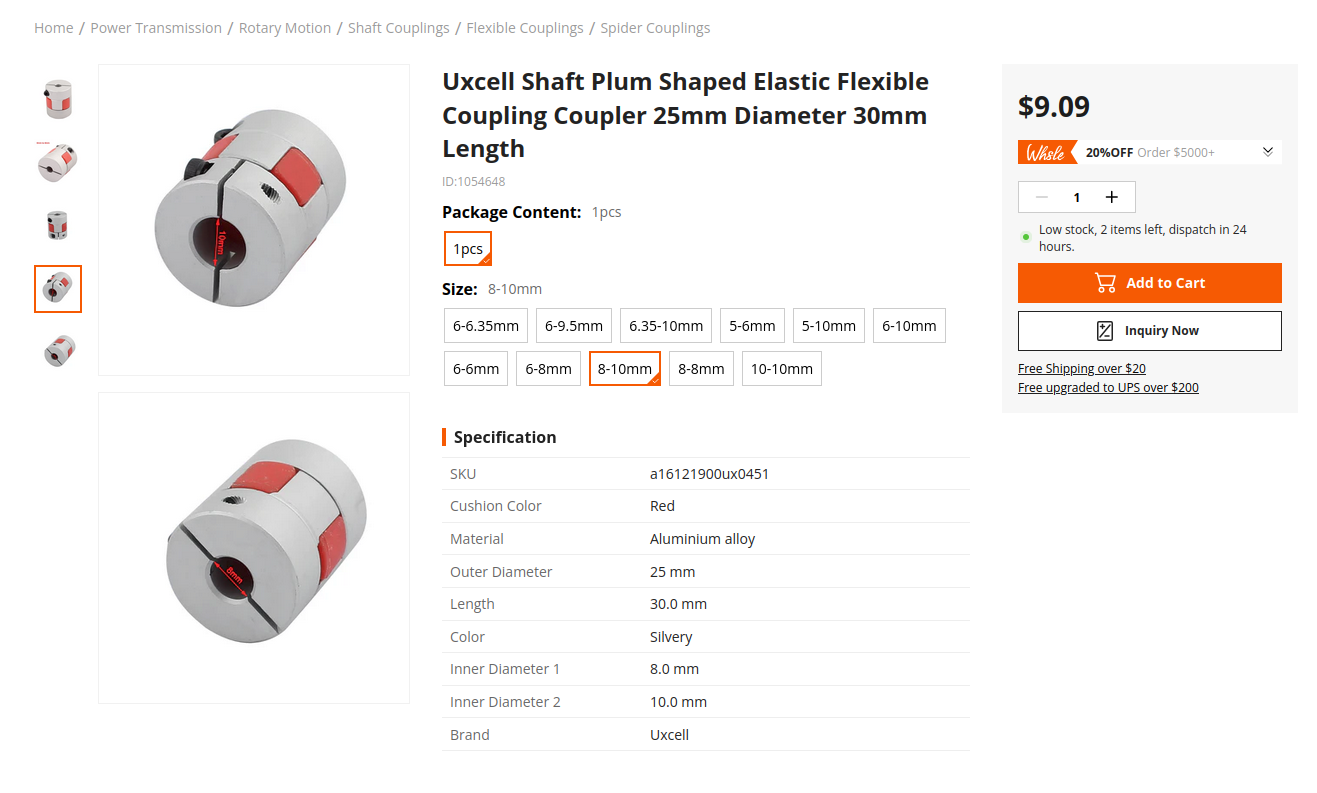 Home / Power Transmission / Rotary Motion / Shaft Couplings / Flexible Couplings / Spider Couplings
10mm
8mm
Uxcell Shaft Plum Shaped Elastic Flexible
Coupling Coupler 25mm Diameter 30mm
Length
ID:1054648
Package Content: 1pcs
1pcs
Size: 8-10mm
6-6.35mm 6-9.5mm 6.35-10mm 5-6mm 5-10mm 6-10mm
6-6mm 6-8mm 8-10mm 8-8mm 10-10mm
Specification
SKU a16121900ux0451
Cushion Color Red
Material Aluminium alloy
Outer Diameter 25 mm
Length 30.0 mm
Color Silvery
Inner Diameter 1 8.0 mm
Inner Diameter 2 10.0 mm
Brand Uxcell
$9.09
Whsle 20%OFF Order $5000+
1
Low stock, 2 items left, dispatch in 24
hours.
Add to Cart
Inquiry Now
Free Shipping over $20
Free upgraded to UPS over $200